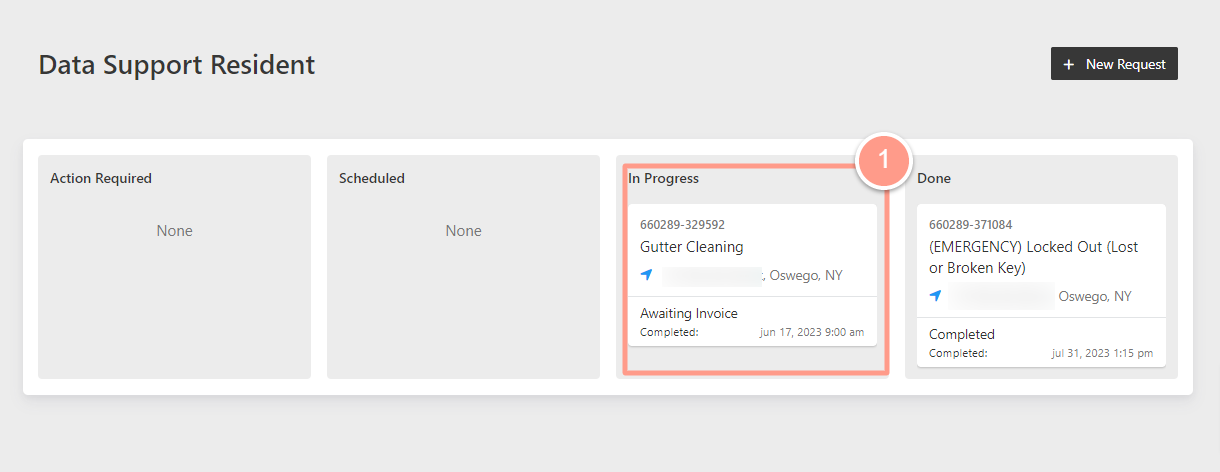 Data Support Resident
+ New Request
Action Required
None
Scheduled
None
In Progress
1
660289-329592
Gutter Cleaning
, Oswego, NY
Awaiting Invoice
Completed: jun 17, 2023 9:00 am
Done
660289-371084
(EMERGENCY) Locked Out (Lost
or Broken Key)
Oswego, NY
Completed
Completed: jul 31, 2023 1:15 pm